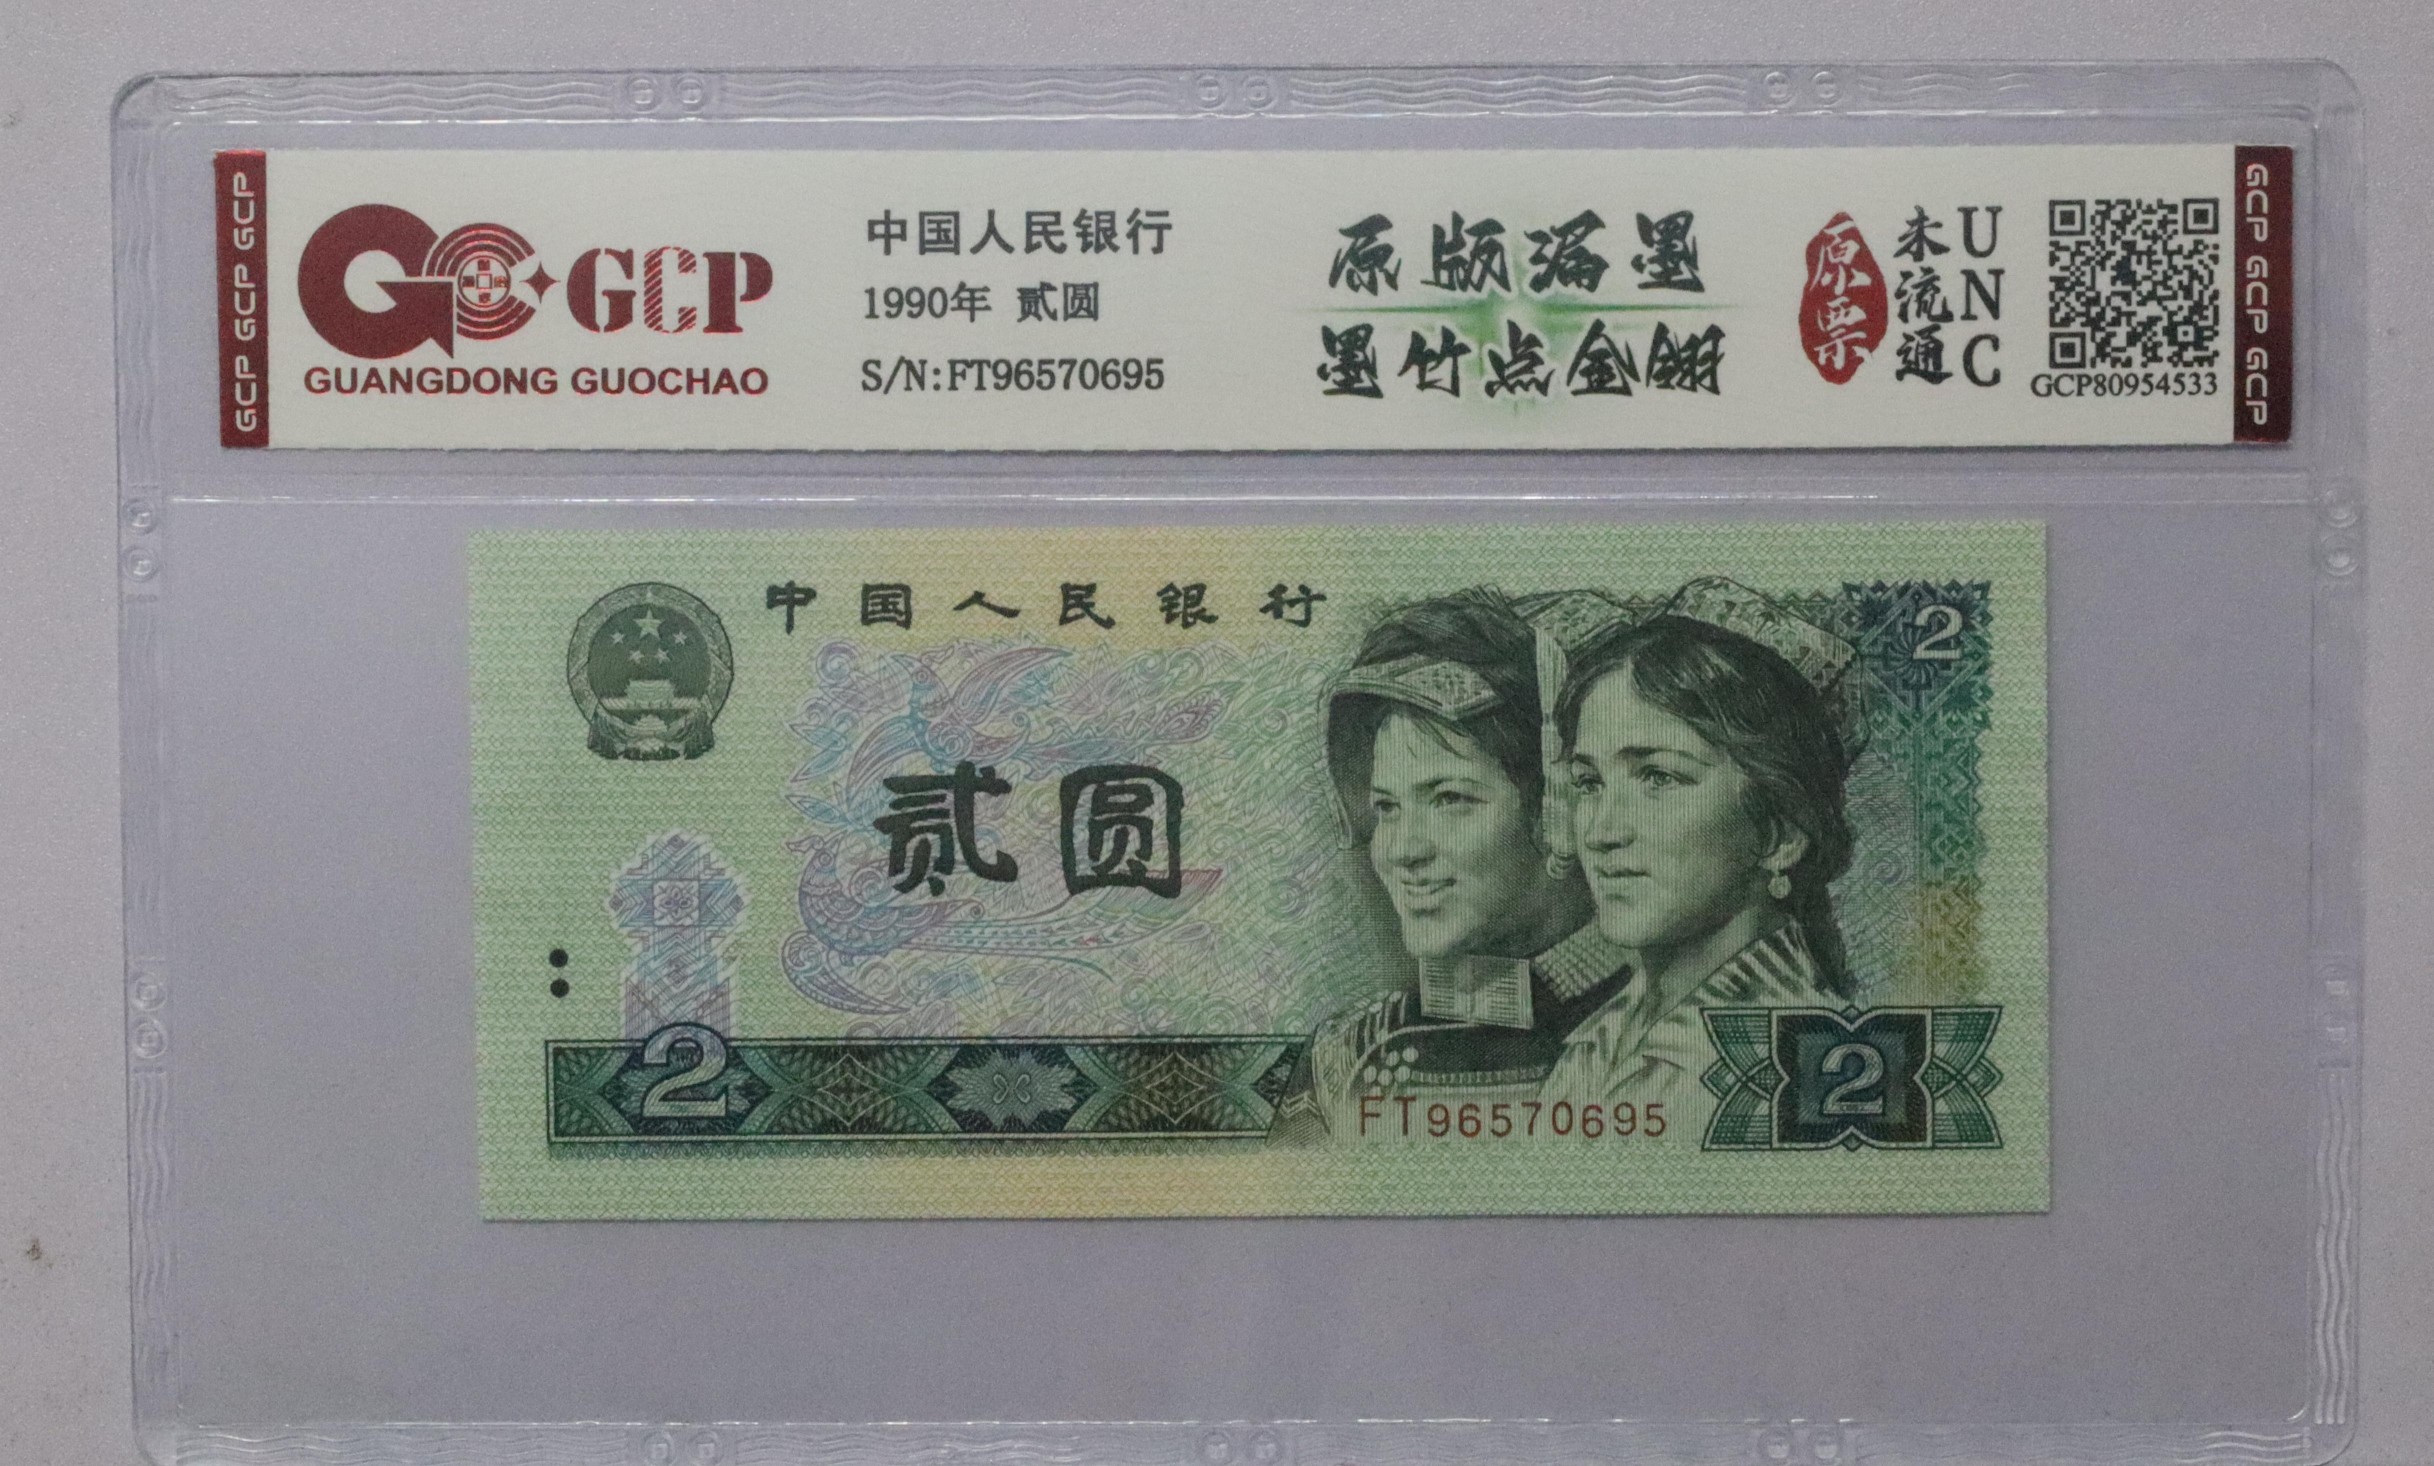 GCP GCP GCP
GCP
GUANGDONG GUOCHAO
中国人民银行
1990年 贰圆
S/N:FT96570695
原版漏墨
墨竹点金翎
原票
未流通
UNC
GCP80954533
GCP GCP GCP
中国人民银行
2
贰圆
2
FT96570695
2